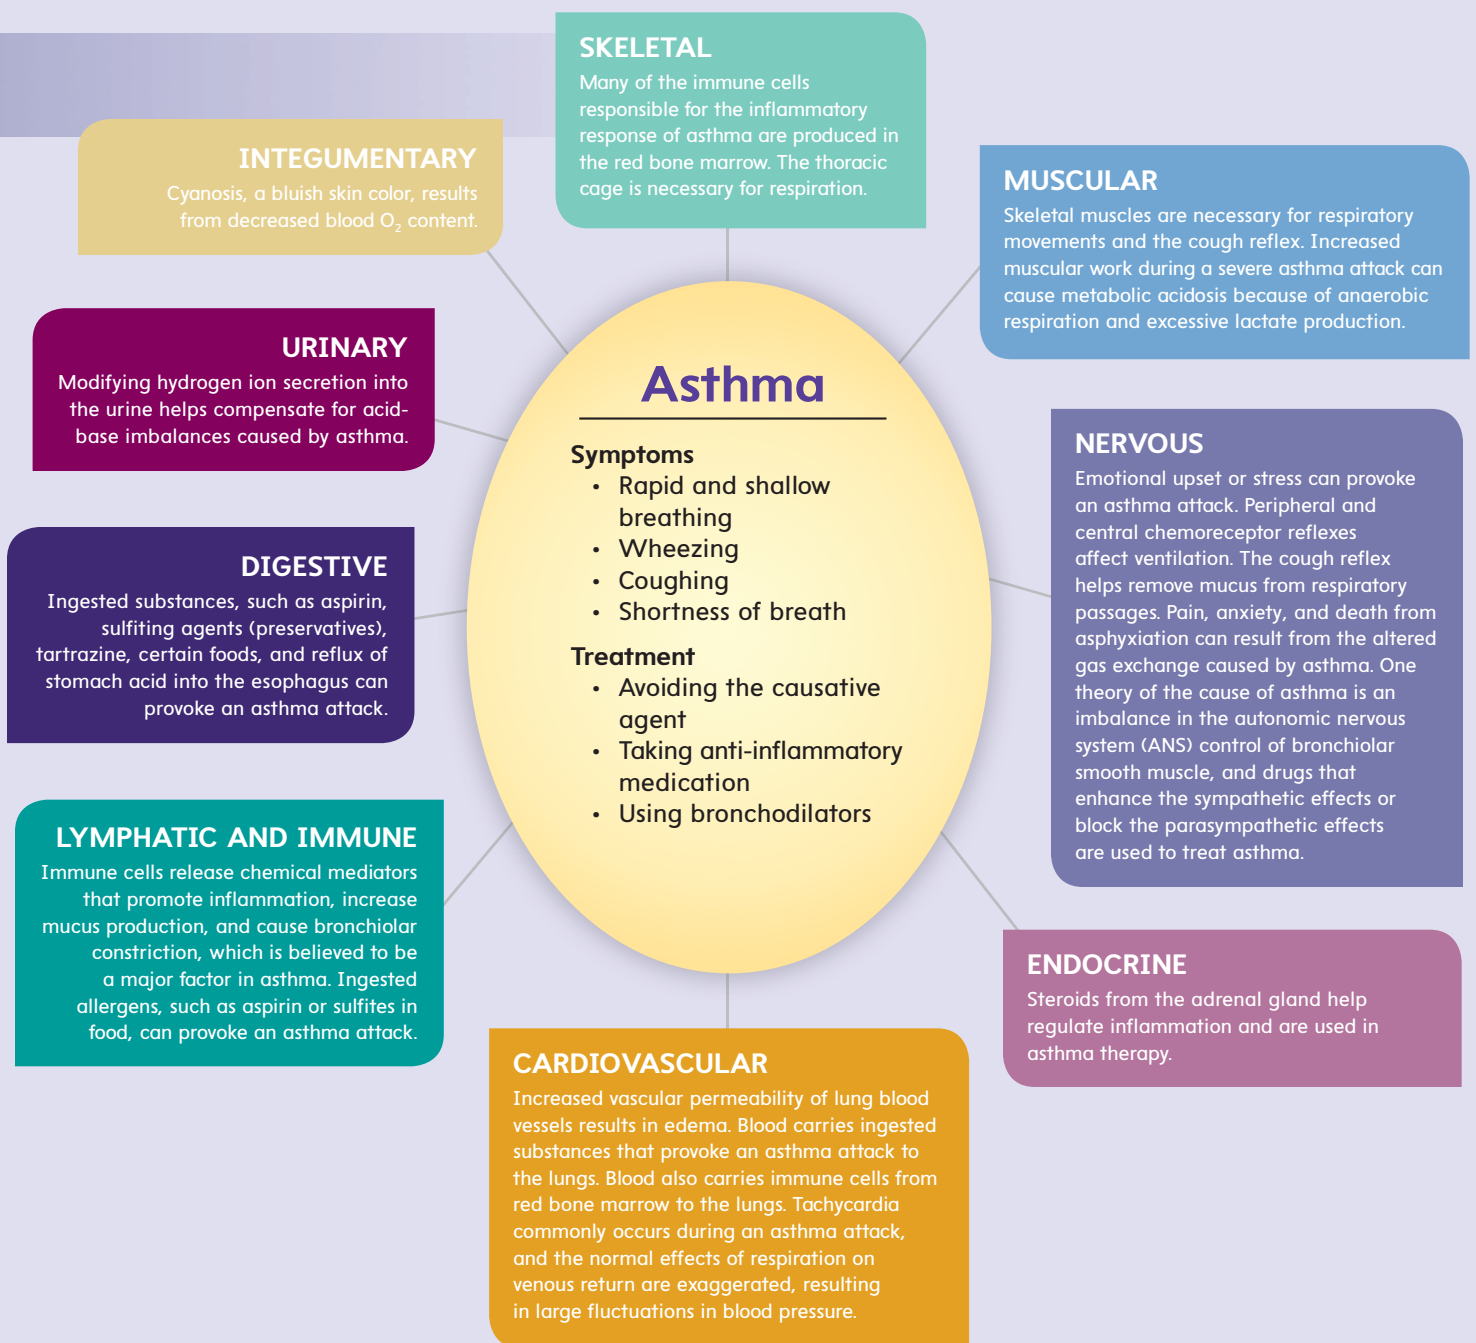 SKELETAL
Many of the immune cells
responsible for the inflammatory
response of asthma are produced in
the red bone marrow. The thoracic
cage is necessary for respiration.
INTEGUMENTARY
Cyanosis, a bluish skin color, results
from decreased blood O₂ content.
MUSCULAR
Skeletal muscles are necessary for respiratory
movements and the cough reflex. Increased
muscular work during a severe asthma attack can
cause metabolic acidosis because of anaerobic
respiration and excessive lactate production.
URINARY
Modifying hydrogen ion secretion into
the urine helps compensate for acid-
base imbalances caused by asthma.
Asthma
Symptoms
• Rapid and shallow
breathing
• Wheezing
• Coughing
• Shortness of breath
Treatment
• Avoiding the causative
agent
• Taking anti-inflammatory
medication
• Using bronchodilators
NERVOUS
Emotional upset or stress can provoke
an asthma attack. Peripheral and
central chemoreceptor reflexes
affect ventilation. The cough reflex
helps remove mucus from respiratory
passages. Pain, anxiety, and death from
asphyxiation can result from the altered
gas exchange caused by asthma. One
theory of the cause of asthma is an
imbalance in the autonomic nervous
system (ANS) control of bronchiolar
smooth muscle, and drugs that
enhance the sympathetic effects or
block the parasympathetic effects
are used to treat asthma.
DIGESTIVE
Ingested substances, such as aspirin,
sulfiting agents (preservatives),
tartrazine, certain foods, and reflux of
stomach acid into the esophagus can
provoke an asthma attack.
LYMPHATIC AND IMMUNE
Immune cells release chemical mediators
that promote inflammation, increase
mucus production, and cause bronchiolar
constriction, which is believed to be
a major factor in asthma. Ingested
allergens, such as aspirin or sulfites in
food, can provoke an asthma attack.
ENDOCRINE
Steroids from the adrenal gland help
regulate inflammation and are used in
asthma therapy.
CARDIOVASCULAR
Increased vascular permeability of lung blood
vessels results in edema. Blood carries ingested
substances that provoke an asthma attack to
the lungs. Blood also carries immune cells from
red bone marrow to the lungs. Tachycardia
commonly occurs during an asthma attack,
and the normal effects of respiration on
venous return are exaggerated, resulting
in large fluctuations in blood pressure.